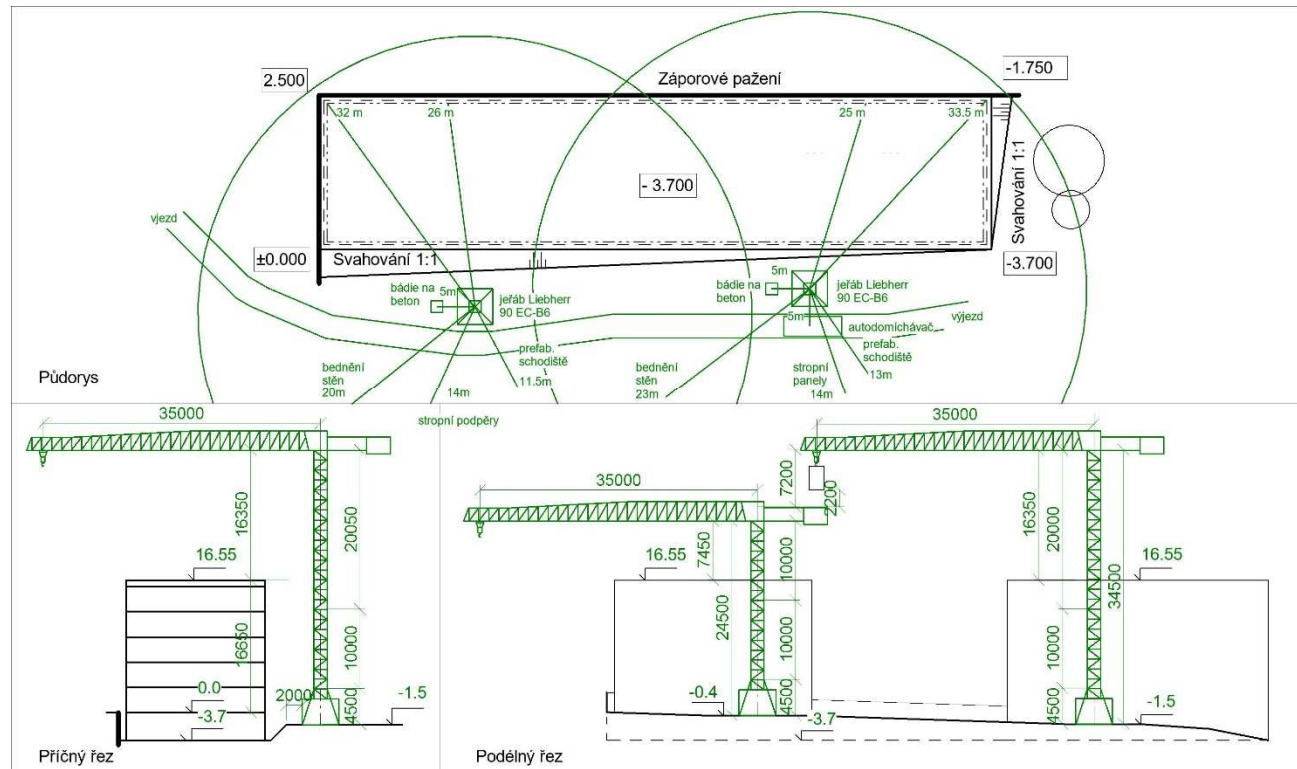 2.500
Záporové pažení
-1.750
32 m
26 m
25 m
33.5 m
Svahování 1:1
- 3.700
vjezd
±0.000
Svahování 1:1
-3.700
bádie na
beton
5m
jeřáb Liebherr
90 EC-B6
bádie na
beton
5m
jeřáb Liebherr
90 EC-B6
-5m
autodomíchávač
výjezd
prefab.
schodiště
11.5m
prefab.
schodiště
13m
bednění
stěn
20m
14m
bednění
stěn
23m
stropní
panely
14m
Půdorys
stropní podpěry
35000
16350
20050
16.55
16650
10000
0.0
2000
-3.7
4500
-1.5
Příčný řez
35000
35000
7200
2200
16350
20000
16.55
7450
10000
16.55
24500
34500
10000
10000
-0.4
4500
-3.7
4500
-1.5
Podélný řez